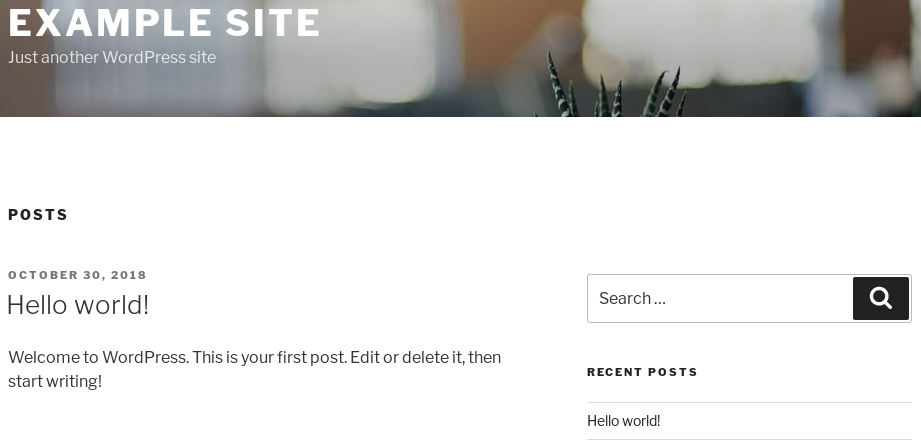 EXAMPLE SITE
Just another WordPress site
POSTS
OCTOBER 30, 2018
Hello world!
Welcome to WordPress. This is your first post. Edit or delete it, then
start writing!
Search …
RECENT POSTS
Hello world!